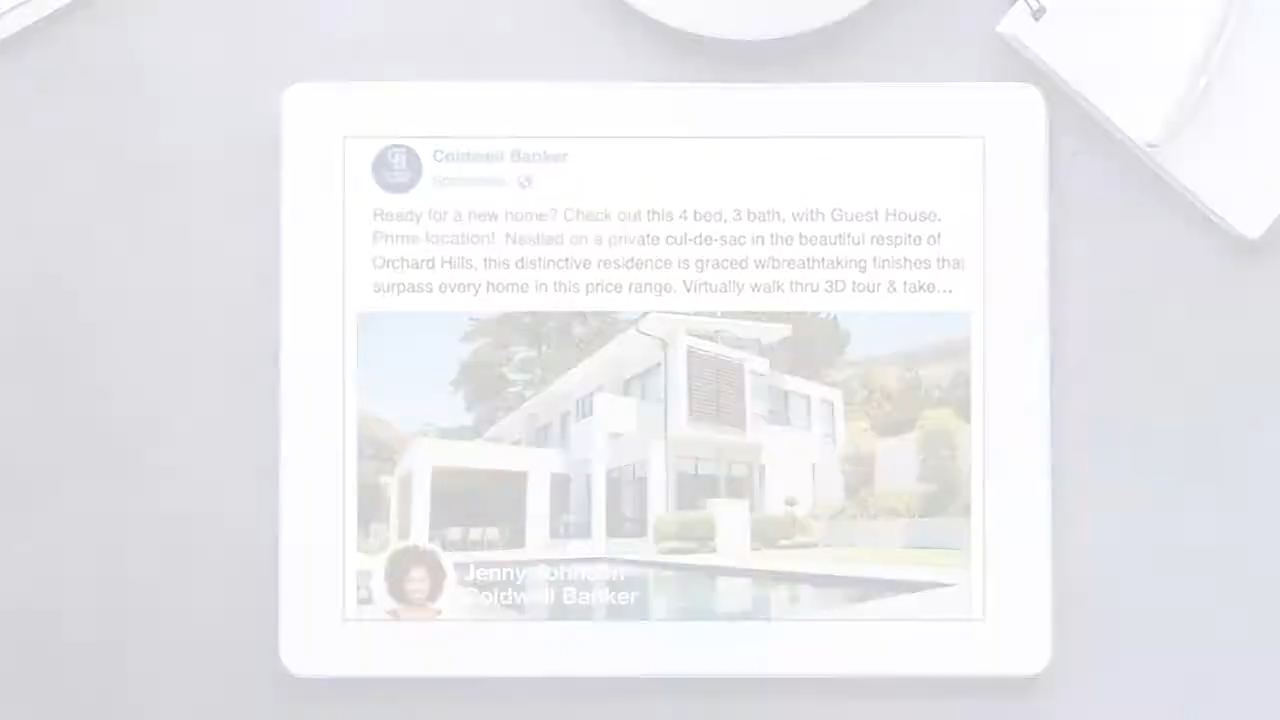 Coldwell Banker
Sponsored
Ready for a new home? Check out this 4 bed, 3 bath, with Guest House.
Prime location! Nestled on a private cul-de-sac in the beautiful respite of
Orchard Hills, this distinctive residence is graced w/breathtaking finishes that
surpass every home in this price range. Virtually walk thru 3D tour & take...
Jenny Johnson
Coldwell Banker